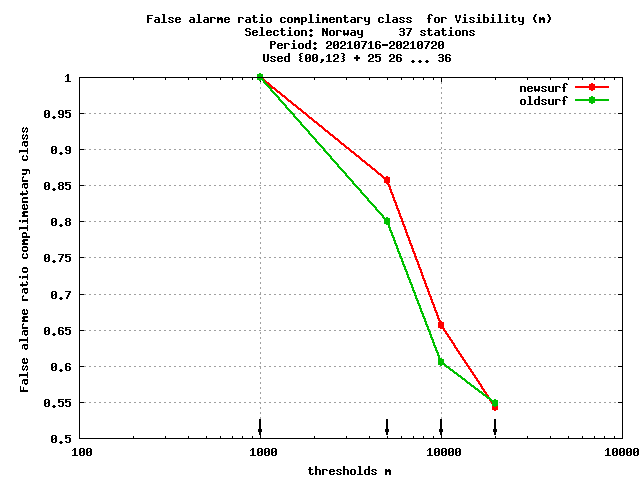 False alarme ratio complimentary class  for Visibility (m)
Selection: Norway     37 stations
Period: 20210716-20210720
Used {00,12} + 25 26 ... 36
newsurf
oldsurf
False alarme ratio complimentary class
1
0.95
0.9
0.85
0.8
0.75
0.7
0.65
0.6
0.55
0.5
100 1000 10000 10000
thresholds m